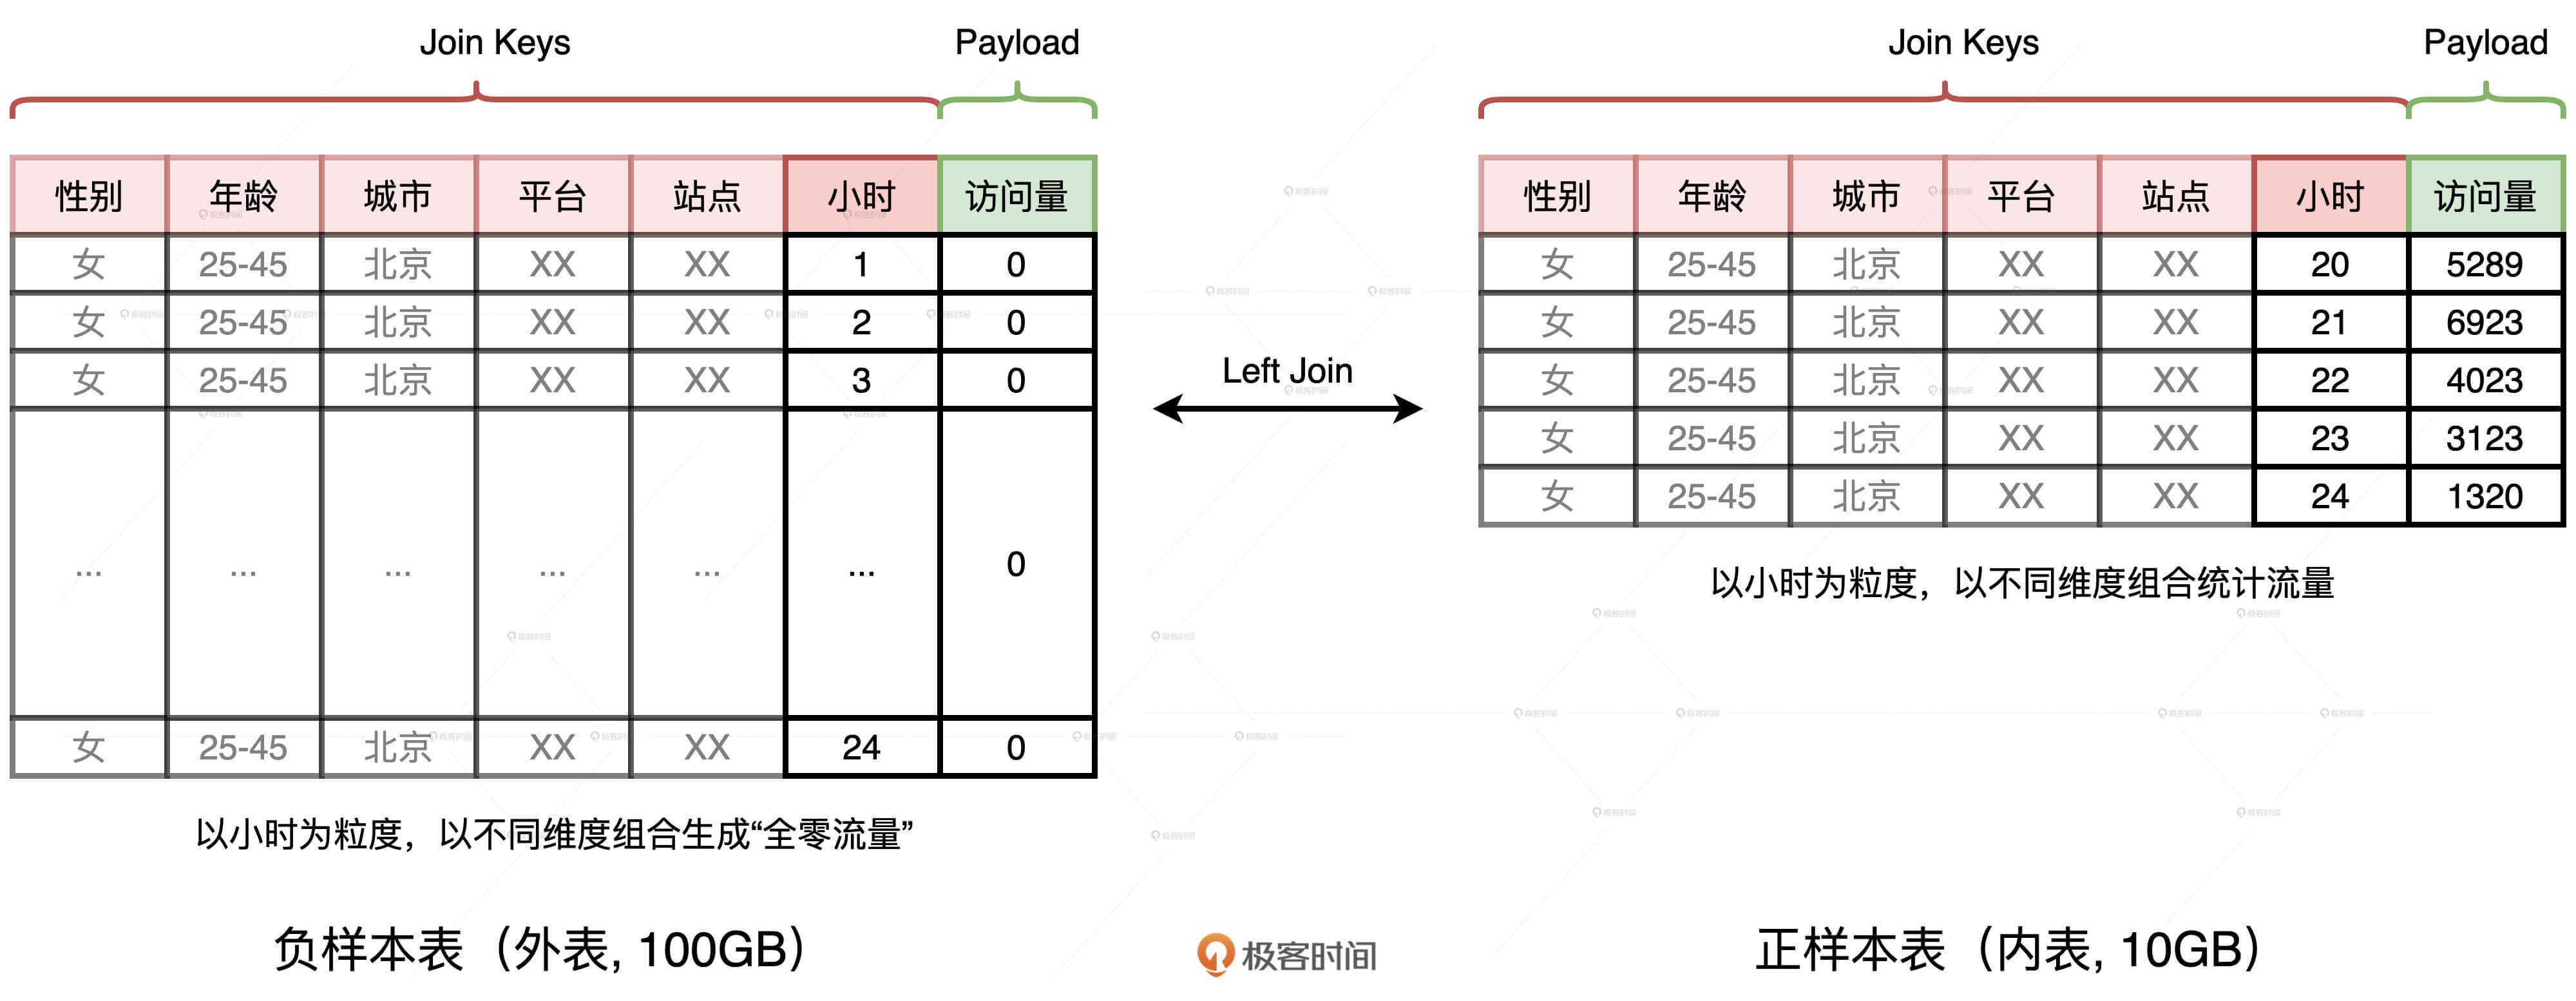 Join Keys Payload
性别 年龄 城市 平台 站点 小时 访问量
女 25-45 北京 XX XX 1 0
女 25-45 北京 XX XX 2 0
女 25-45 北京 XX XX 3 0
... ... ... ... ... ... 0
女 25-45 北京 XX XX 24 0
以小时为粒度，以不同维度组合生成“全零流量”
负样本表（外表, 100GB）
Left Join
Join Keys Payload
性别 年龄 城市 平台 站点 小时 访问量
女 25-45 北京 XX XX 20 5289
女 25-45 北京 XX XX 21 6923
女 25-45 北京 XX XX 22 4023
女 25-45 北京 XX XX 23 3123
女 25-45 北京 XX XX 24 1320
以小时为粒度，以不同维度组合统计流量
正样本表（内表, 10GB）
极客时间